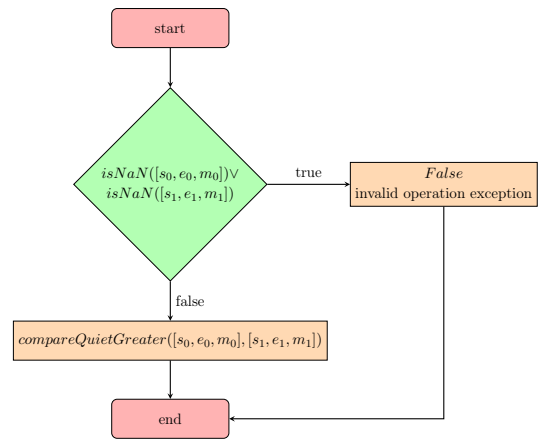 start
isNaN([s₀, e₀, m₀])∨
isNaN([s₁, e₁, m₁])
true
False
invalid operation exception
false
compareQuietGreater([s₀, e₀, m₀], [s₁, e₁, m₁])
end